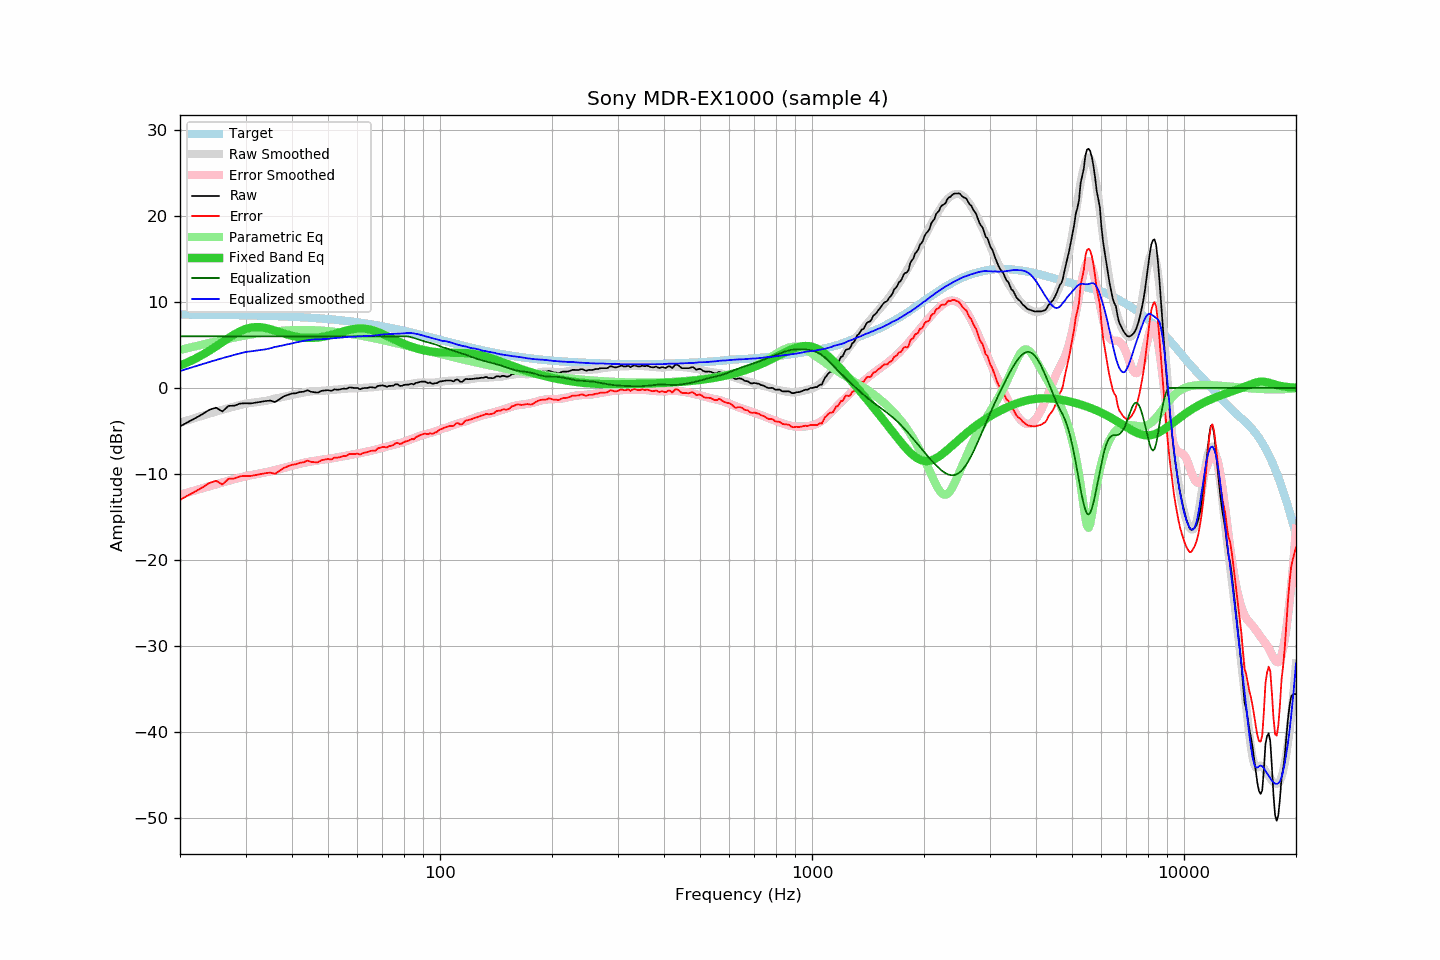 Sony MDR-EX1000 (sample 4)
Target
Raw Smoothed
Error Smoothed
Raw
Error
Parametric Eq
Fixed Band Eq
Equalization
Equalized smoothed
30
20
10
0
−10
−20
−30
−40
−50
Amplitude (dBr)
100
1000
10000
Frequency (Hz)